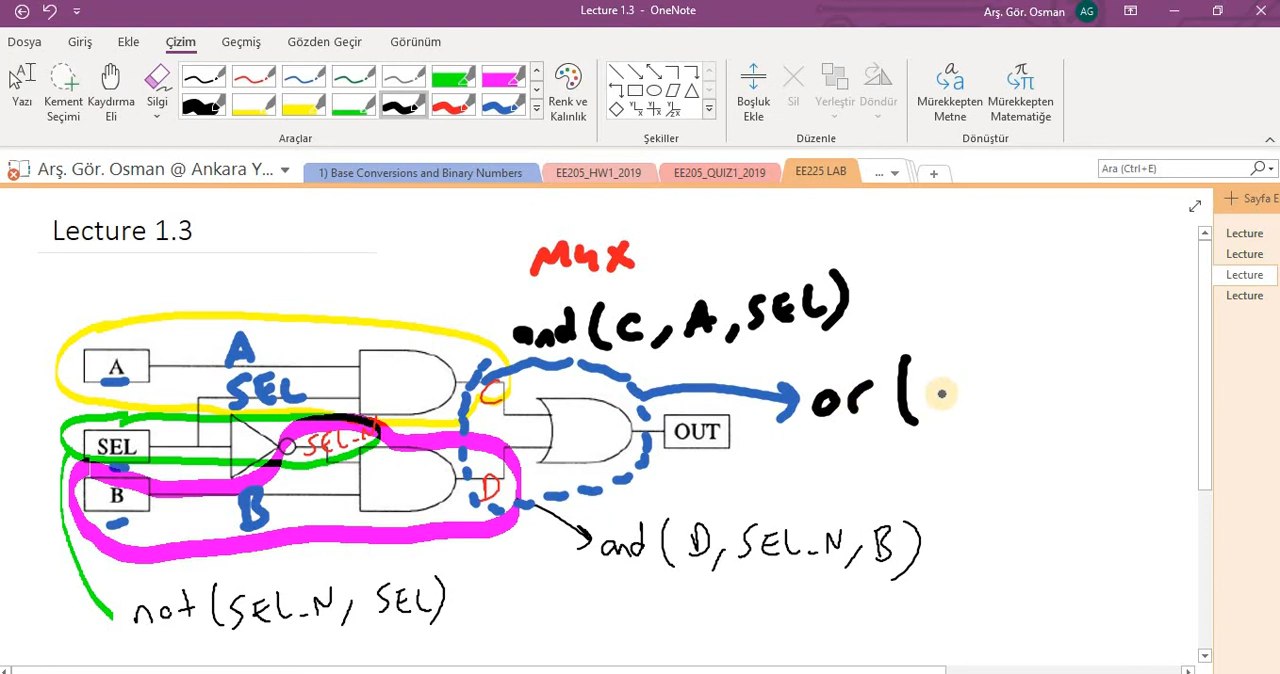 Lecture 1.3 - OneNote
Arş. Gör. Osman AG
Dosya Giriş Ekle Çizim Geçmiş Gözden Geçir Görünüm
Yazı Kement Seçimi Kaydırma Eli Silgi Renk ve Kalınlık Boşluk Ekle Sil Yerleştir Döndür Mürekkepten Metne Mürekkepten Matematiğe
Araçlar Şekiller Düzenle Dönüştür
Arş. Gör. Osman @ Ankara Y... 1) Base Conversions and Binary Numbers EE205_HW1_2019 EE205_QUIZ1_2019 EE225 LAB ... Ara (Ctrl+E)
Sayfa E
Lecture
Lecture
Lecture
Lecture
Lecture 1.3
Mux
and(C, A, SEL)
A A C
SEL
or (
SEL SEL_N OUT
B B D
and(D, SEL_N, B)
not(SEL_N, SEL)